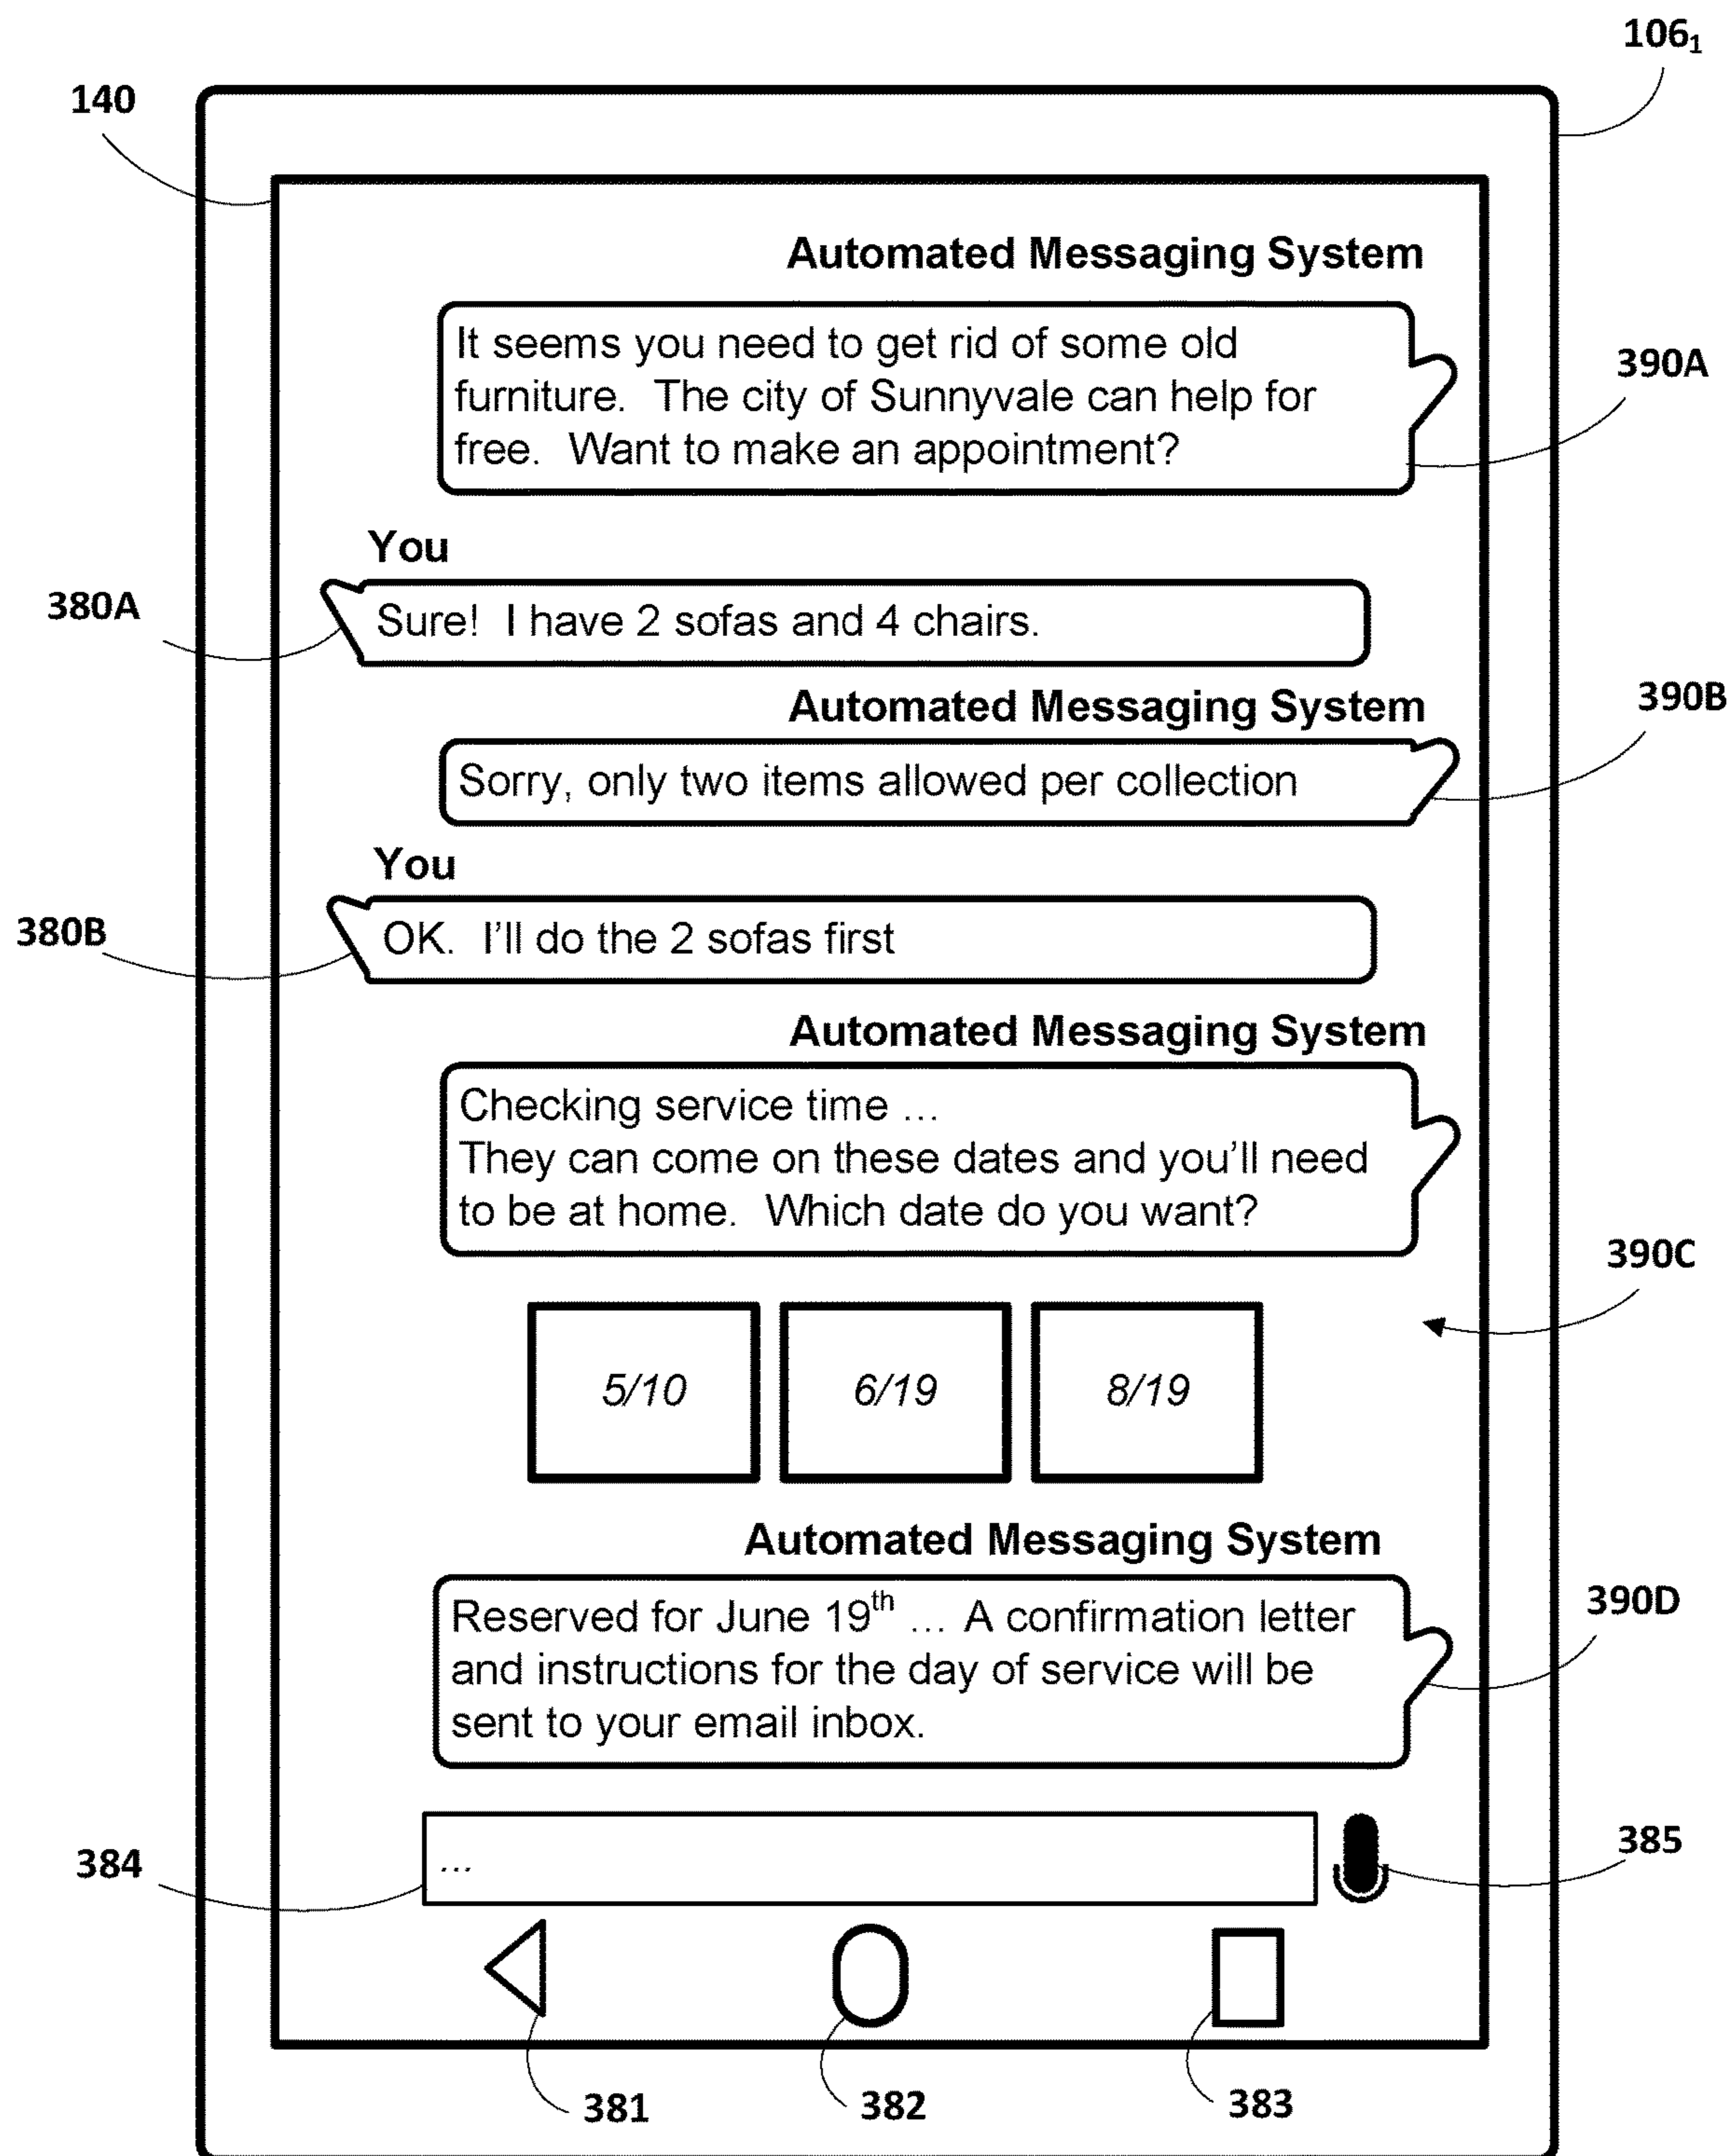 106₁
140
Automated Messaging System
It seems you need to get rid of some old
furniture. The city of Sunnyvale can help for
free. Want to make an appointment?
390A
You
380A
Sure! I have 2 sofas and 4 chairs.
Automated Messaging System
390B
Sorry, only two items allowed per collection
You
380B
OK. I'll do the 2 sofas first
Automated Messaging System
Checking service time ...
They can come on these dates and you'll need
to be at home. Which date do you want?
390C
5/10 6/19 8/19
Automated Messaging System
Reserved for June 19th ... A confirmation letter
and instructions for the day of service will be
sent to your email inbox.
390D
384
...
385
381 382 383